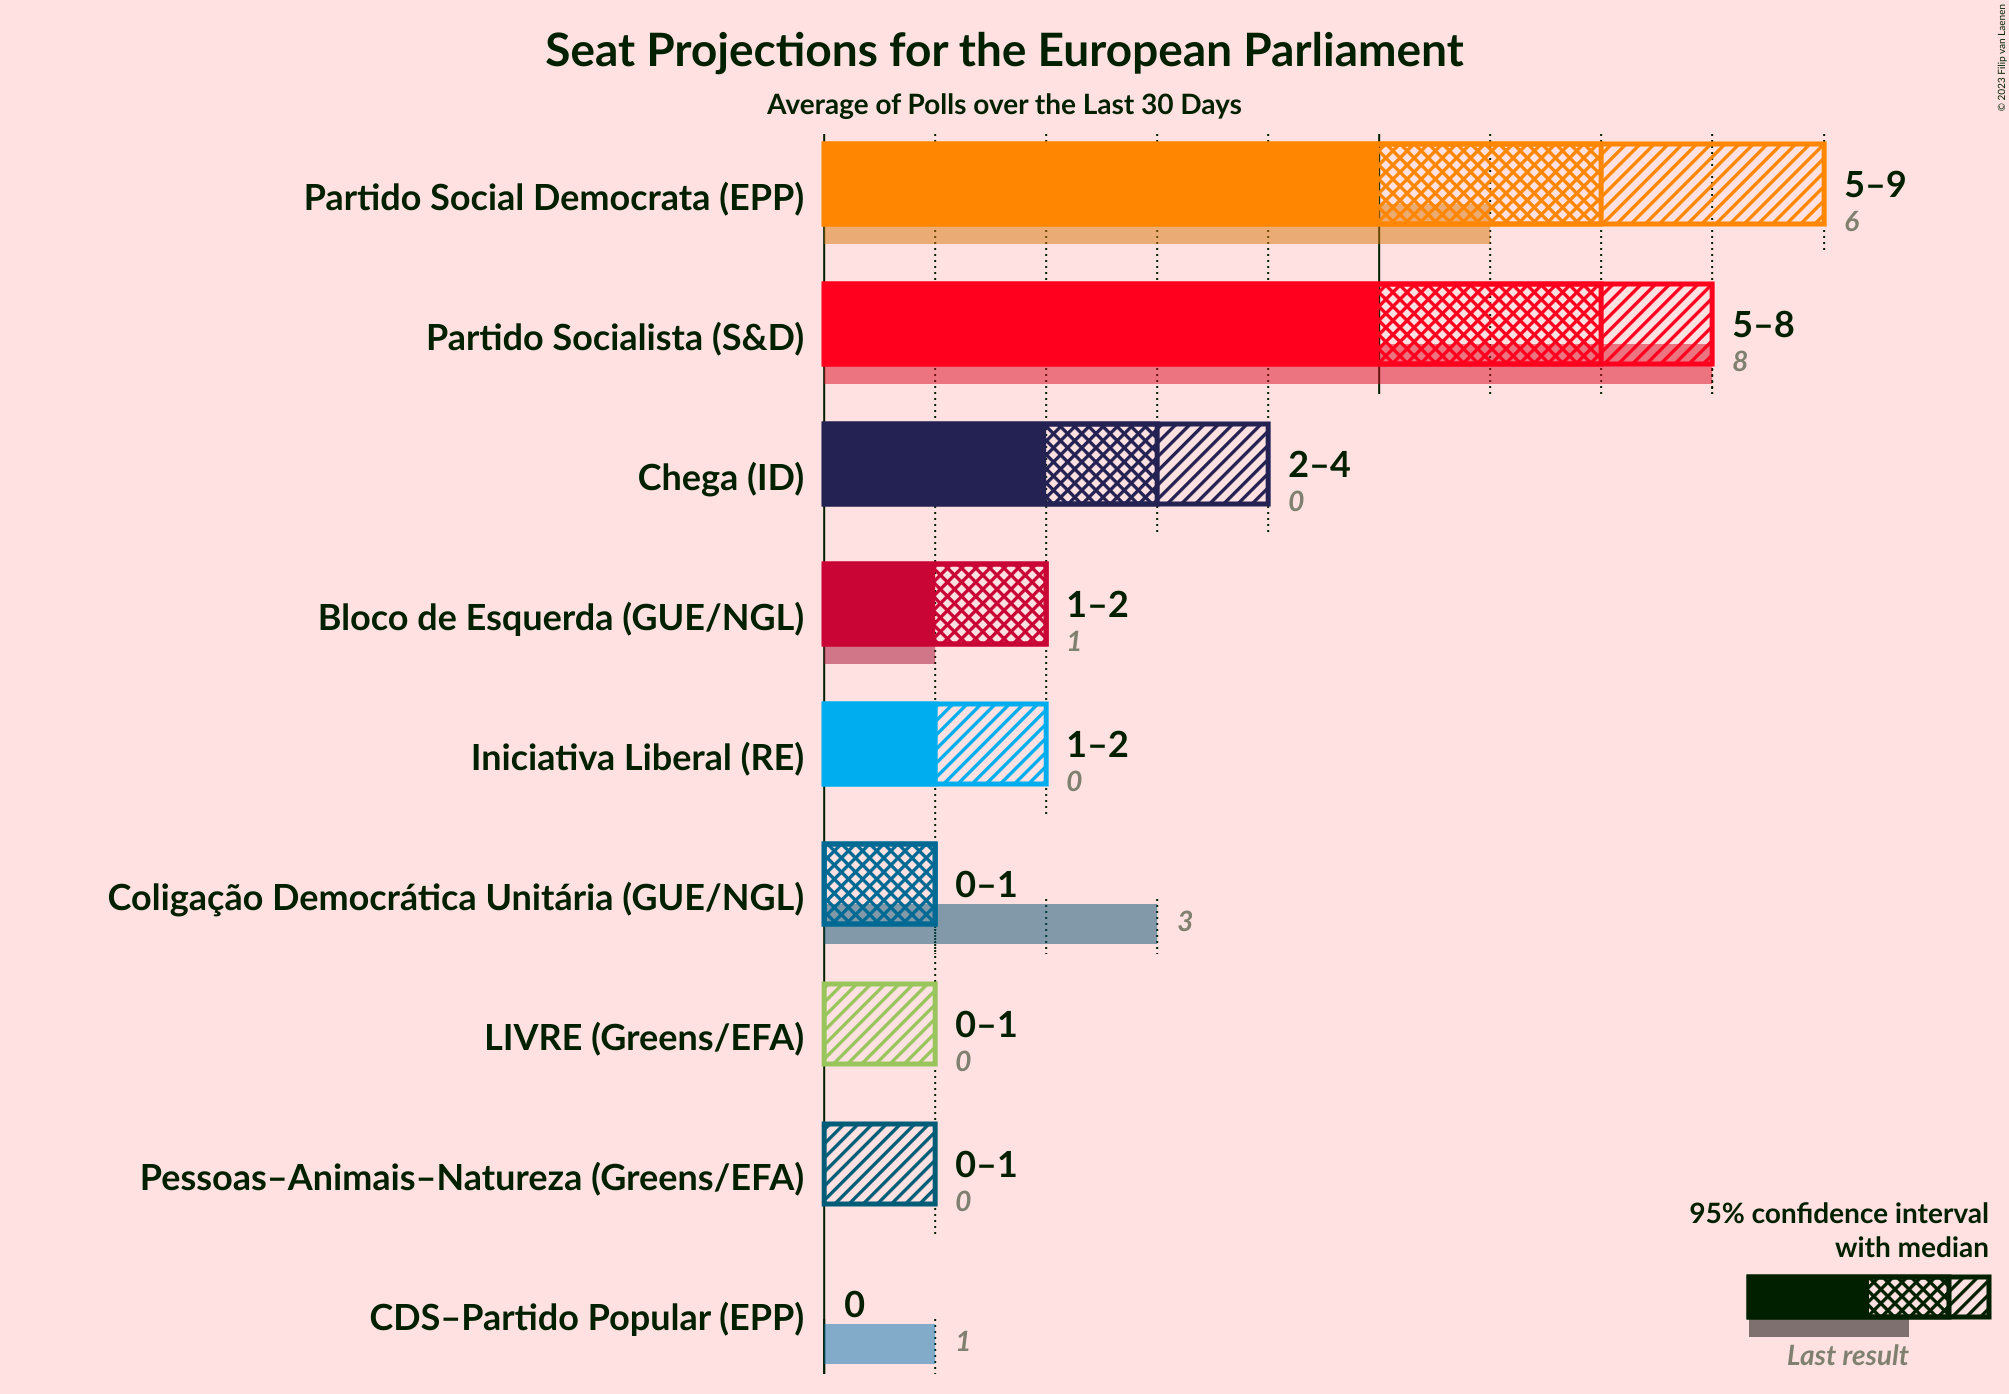 Seat Projections for the European Parliament
Average of Polls over the Last 30 Days
© 2023 Filip van Laenen
Partido Social Democrata (EPP)
5–9
6
Partido Socialista (S&D)
5–8
8
Chega (ID)
2–4
0
Bloco de Esquerda (GUE/NGL)
1–2
1
Iniciativa Liberal (RE)
1–2
0
Coligação Democrática Unitária (GUE/NGL)
0–1
3
LIVRE (Greens/EFA)
0–1
0
Pessoas–Animais–Natureza (Greens/EFA)
0–1
0
CDS–Partido Popular (EPP)
0
1
95% confidence interval
with median
Last result